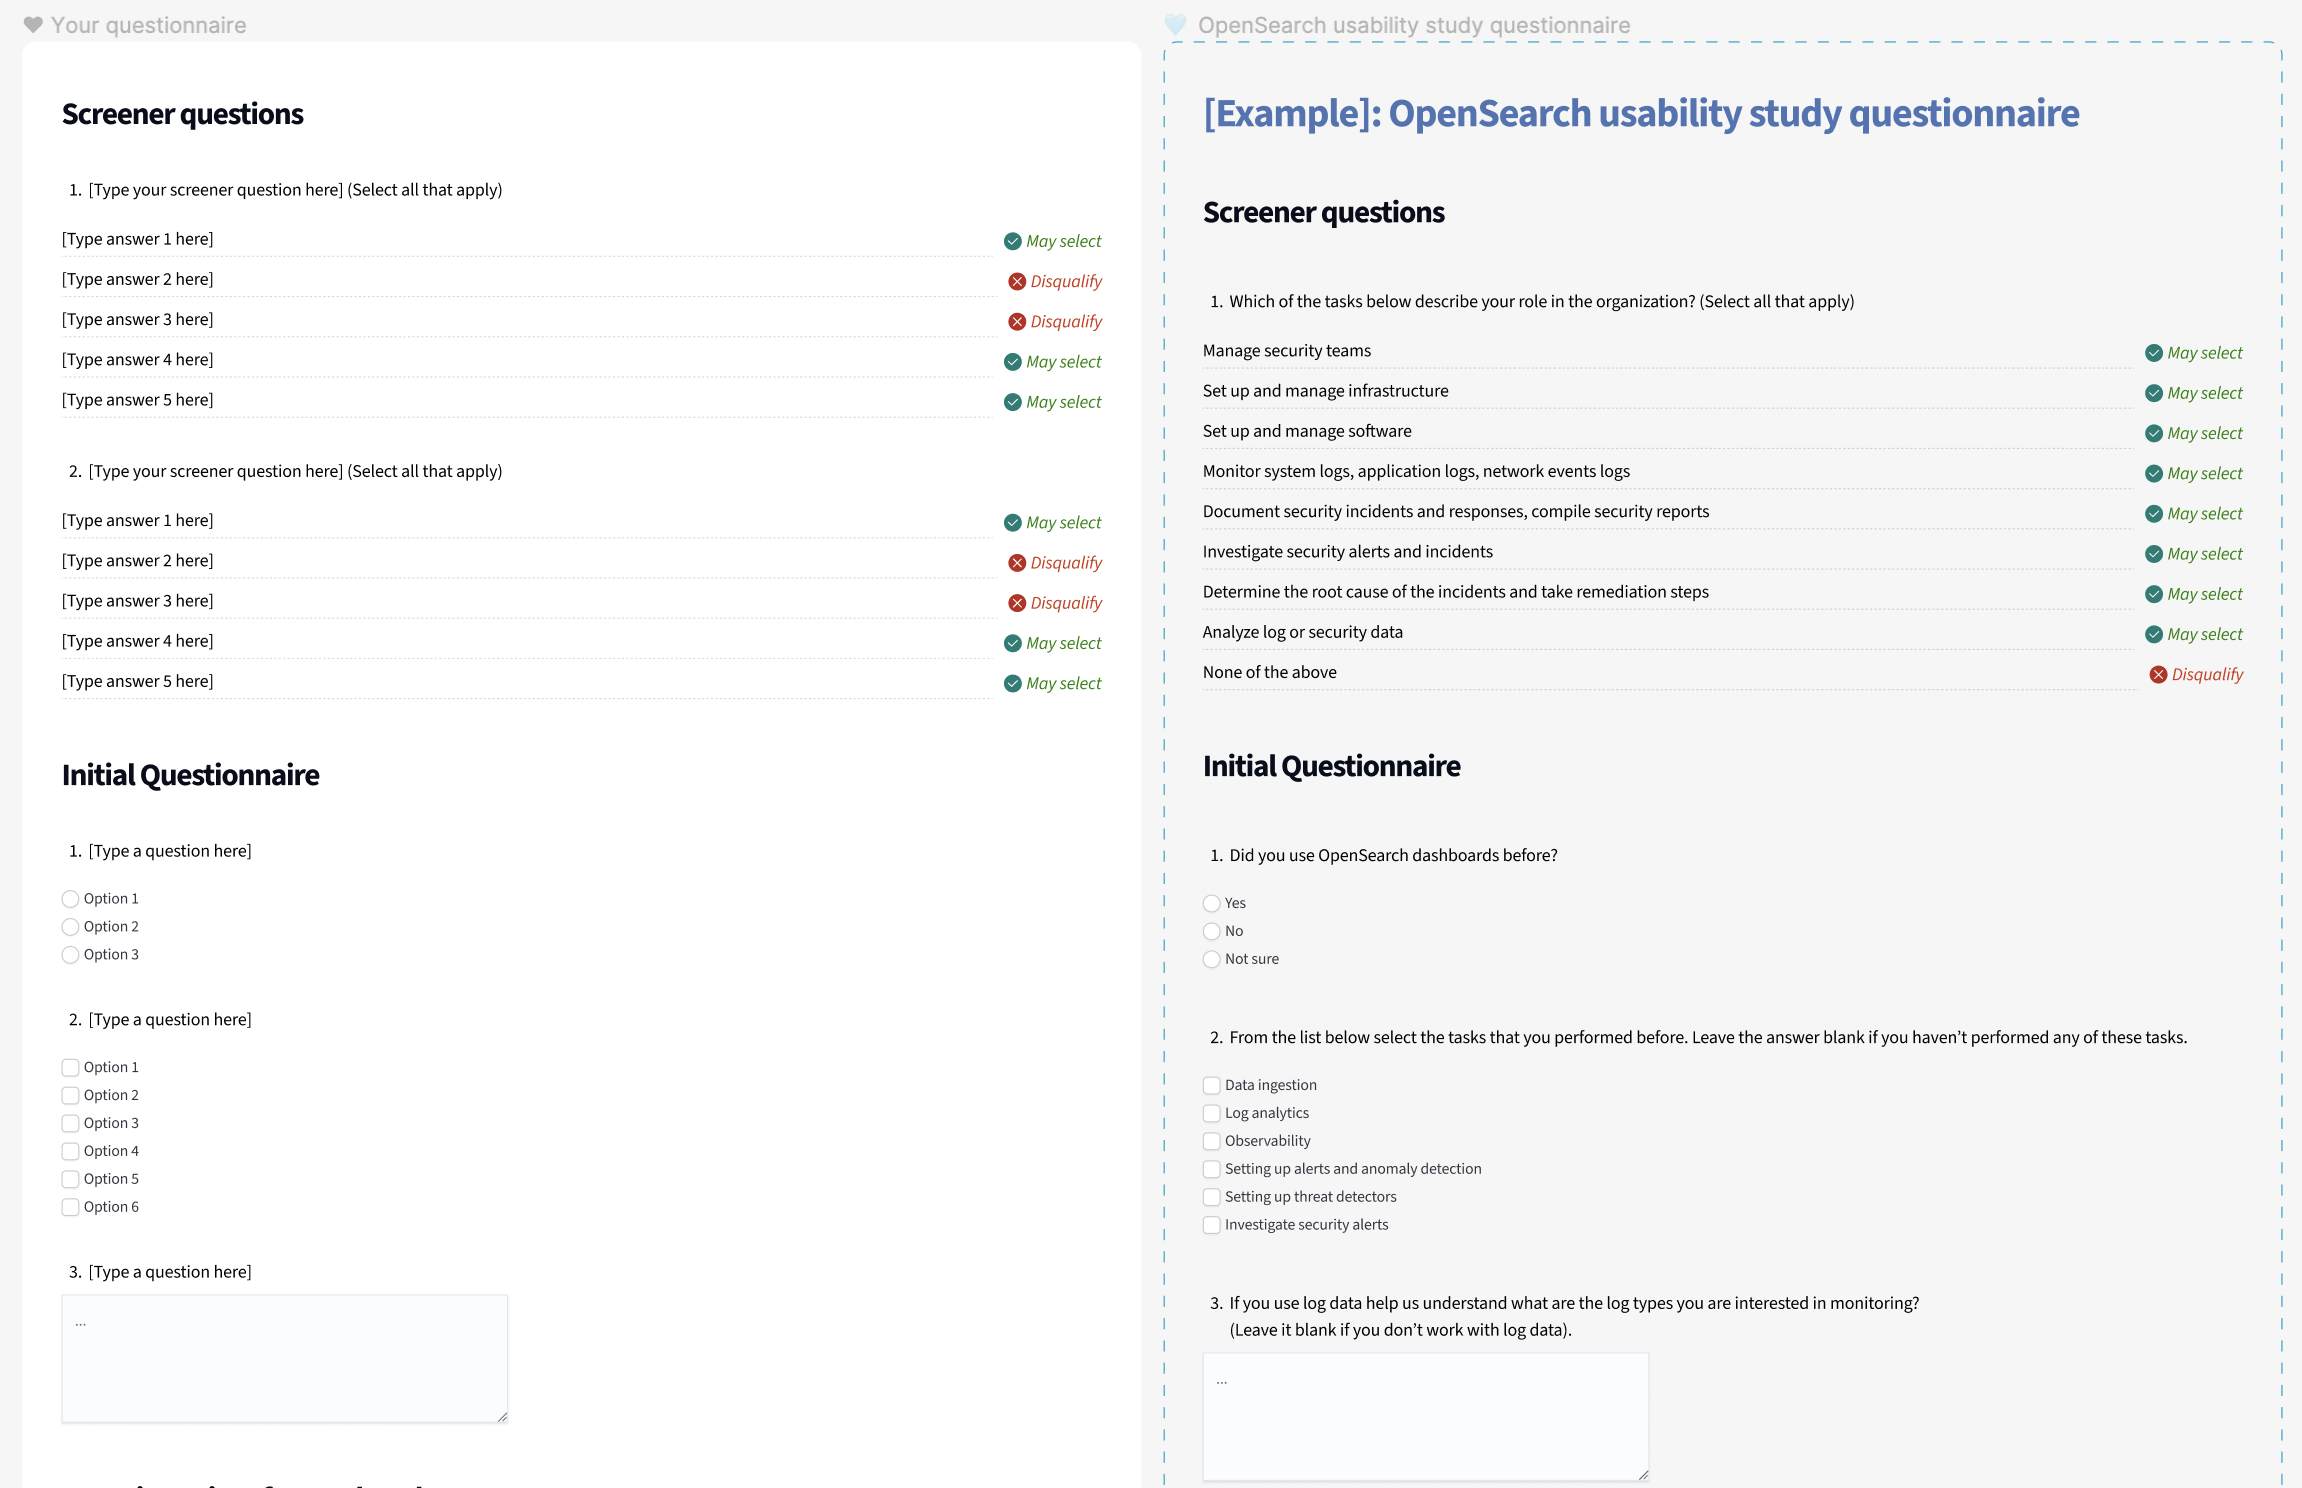 Your questionnaire
Screener questions
1. [Type your screener question here] (Select all that apply)
[Type answer 1 here] May select
[Type answer 2 here] Disqualify
[Type answer 3 here] Disqualify
[Type answer 4 here] May select
[Type answer 5 here] May select
2. [Type your screener question here] (Select all that apply)
[Type answer 1 here] May select
[Type answer 2 here] Disqualify
[Type answer 3 here] Disqualify
[Type answer 4 here] May select
[Type answer 5 here] May select
Initial Questionnaire
1. [Type a question here]
Option 1
Option 2
Option 3
2. [Type a question here]
Option 1
Option 2
Option 3
Option 4
Option 5
Option 6
3. [Type a question here]
...
OpenSearch usability study questionnaire
[Example]: OpenSearch usability study questionnaire
Screener questions
1. Which of the tasks below describe your role in the organization? (Select all that apply)
Manage security teams May select
Set up and manage infrastructure May select
Set up and manage software May select
Monitor system logs, application logs, network events logs May select
Document security incidents and responses, compile security reports May select
Investigate security alerts and incidents May select
Determine the root cause of the incidents and take remediation steps May select
Analyze log or security data May select
None of the above Disqualify
Initial Questionnaire
1. Did you use OpenSearch dashboards before?
Yes
No
Not sure
2. From the list below select the tasks that you performed before. Leave the answer blank if you haven’t performed any of these tasks.
Data ingestion
Log analytics
Observability
Setting up alerts and anomaly detection
Setting up threat detectors
Investigate security alerts
3. If you use log data help us understand what are the log types you are interested in monitoring?
(Leave it blank if you don’t work with log data).
...